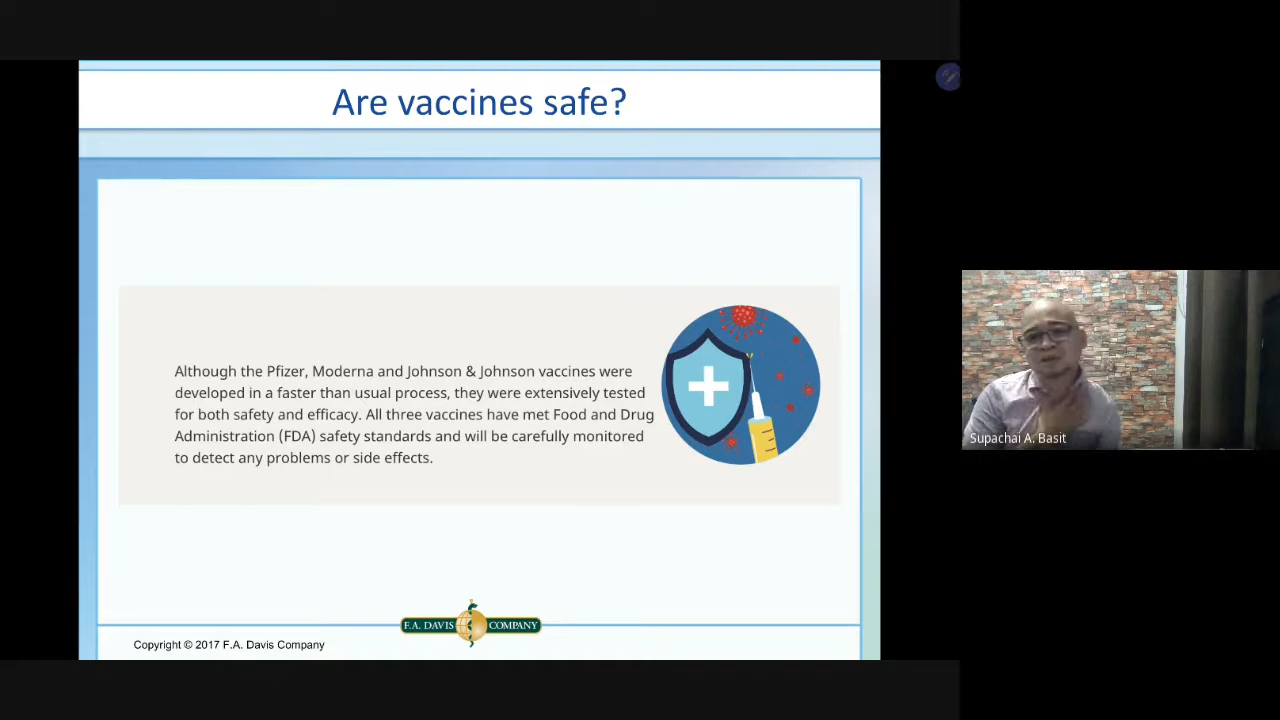 Are vaccines safe?
Although the Pfizer, Moderna and Johnson & Johnson vaccines were
developed in a faster than usual process, they were extensively tested
for both safety and efficacy. All three vaccines have met Food and Drug
Administration (FDA) safety standards and will be carefully monitored
to detect any problems or side effects.
F.A. DAVIS COMPANY
Copyright © 2017 F.A. Davis Company
Supachai A. Basit